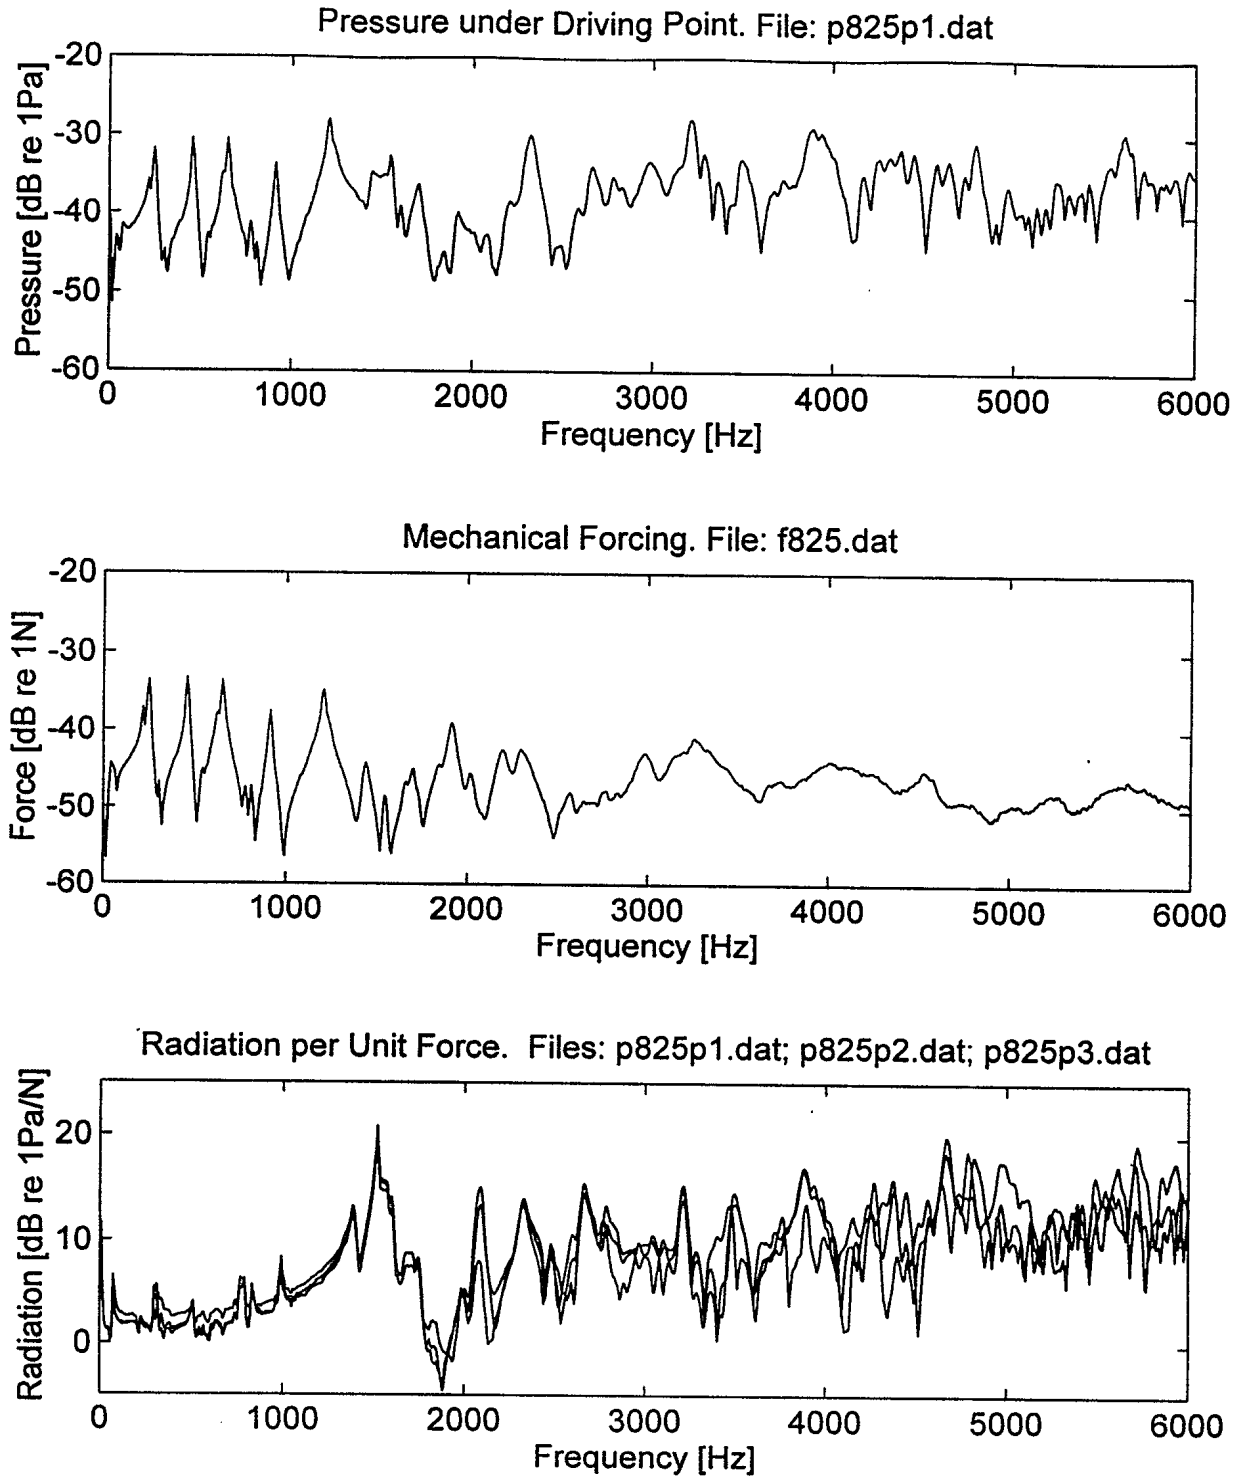 Pressure under Driving Point. File: p825p1.dat
Pressure [dB re 1Pa]
-20
-30
-40
-50
-60
0 1000 2000 3000 4000 5000 6000
Frequency [Hz]
Mechanical Forcing. File: f825.dat
Force [dB re 1N]
-20
-30
-40
-50
-60
0 1000 2000 3000 4000 5000 6000
Frequency [Hz]
Radiation per Unit Force. Files: p825p1.dat; p825p2.dat; p825p3.dat
Radiation [dB re 1Pa/N]
20
10
0
0 1000 2000 3000 4000 5000 6000
Frequency [Hz]